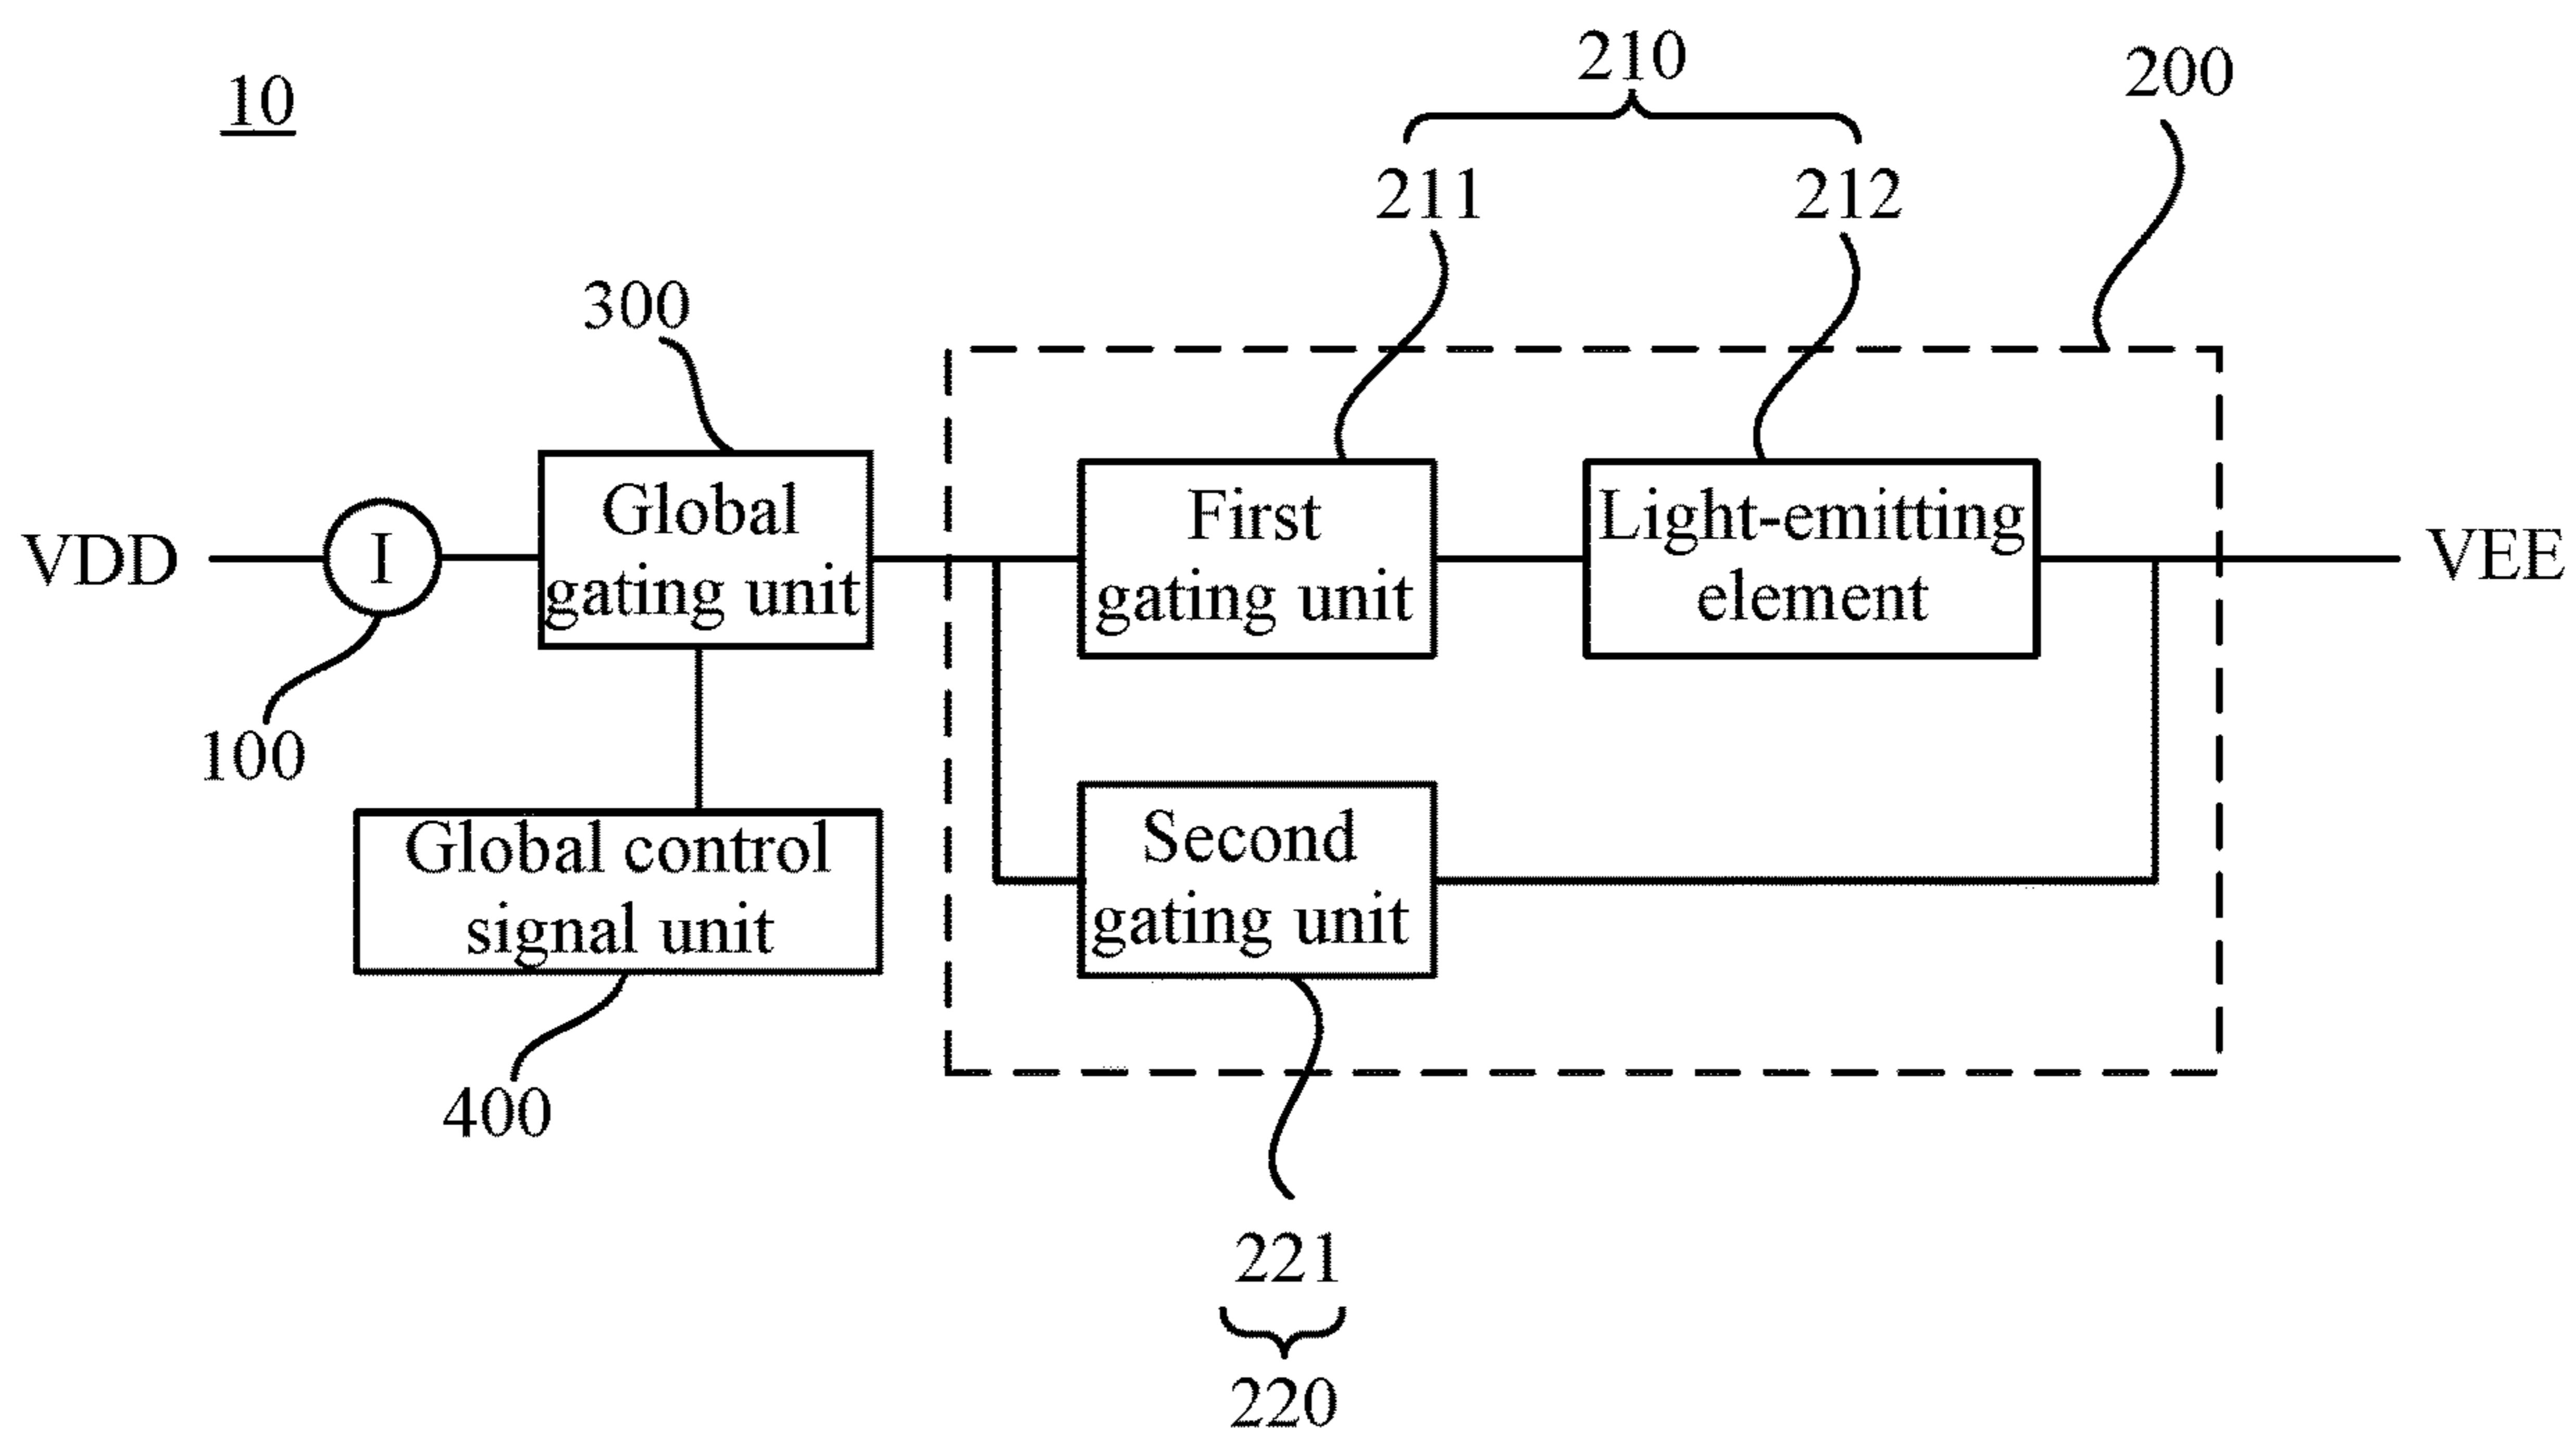 10
210
200
211
212
300
VDD
I
Global
gating unit
First
gating unit
Light-emitting
element
VEE
100
Global control
signal unit
Second
gating unit
400
221
220